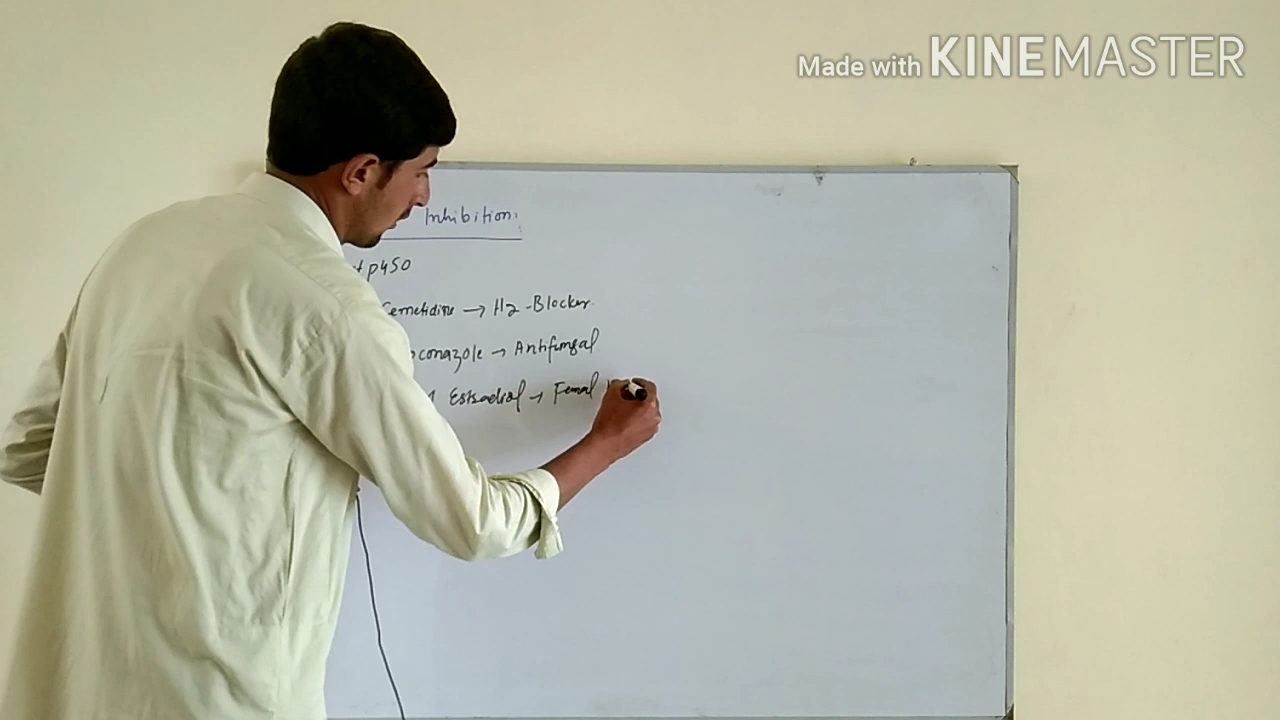 Made with KINEMASTER
Inhibition:
p450
Cemetidine → H2-Blocker.
conazole → Antifungal
Estradiol → Femal